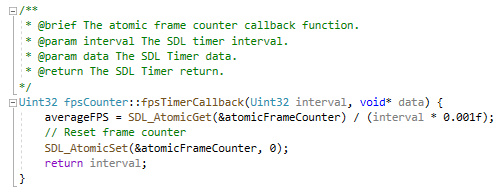 /**
* @brief The atomic frame counter callback function.
* @param interval The SDL timer interval.
* @param data The SDL Timer data.
* @return The SDL Timer return.
*/
Uint32 fpsCounter::fpsTimerCallback(Uint32 interval, void* data) {
averageFPS = SDL_AtomicGet(&atomicFrameCounter) / (interval * 0.001f);
// Reset frame counter
SDL_AtomicSet(&atomicFrameCounter, 0);
return interval;
}